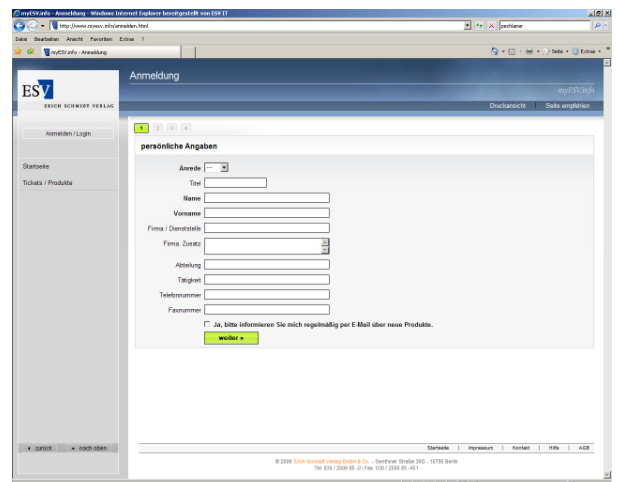 myESV.info - Anmeldung - Windows Internet Explorer bereitgestellt von ESV IT
http://www.myesv.info/anmelden.html
Datei Bearbeiten Ansicht Favoriten Extras ?
myESV.info - Anmeldung
Seite
Extras
Anmeldung
ESV
ERICH SCHMIDT VERLAG
myESV.info
Druckansicht
Seite empfehlen
Anmelden / Login
1 2 3 4
persönliche Angaben
Startseite
Tickets / Produkte
Anrede ---
Titel
Name
Vorname
Firma / Dienststelle
Firma, Zusatz
Abteilung
Tätigkeit
Telefonnummer
Faxnummer
Ja, bitte informieren Sie mich regelmäßig per E-Mail über neue Produkte.
weiter »
zurück
nach oben
Startseite | Impressum | Kontakt | Hilfe | AGB
© 2009 Erich Schmidt Verlag GmbH & Co. - Genthiner Straße 30G - 10785 Berlin
Tel: 030 / 2500 85 -0 | Fax: 030 / 2500 85 -